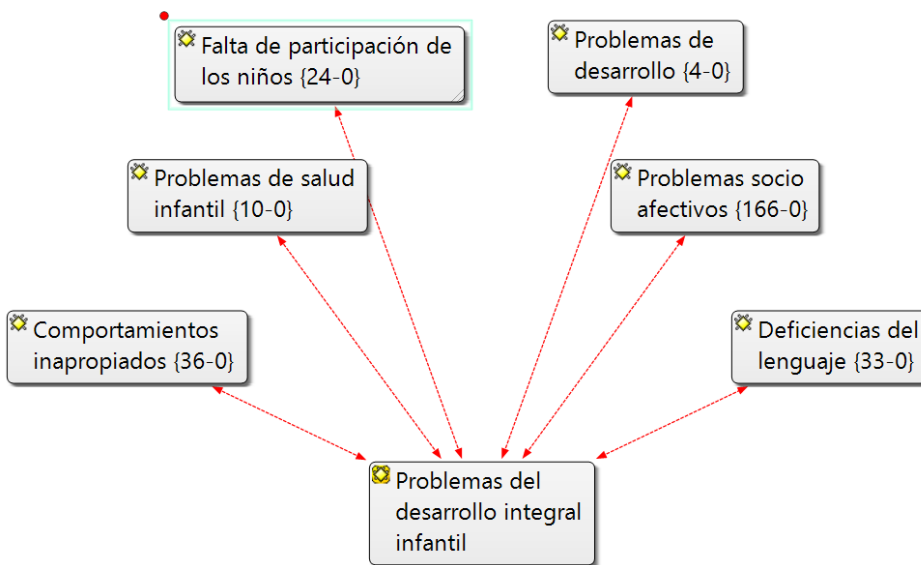 Falta de participación de
los niños {24-0}
Problemas de
desarrollo {4-0}
Problemas de salud
infantil {10-0}
Problemas socio
afectivos {166-0}
Comportamientos
inapropiados {36-0}
Deficiencias del
lenguaje {33-0}
Problemas del
desarrollo integral
infantil